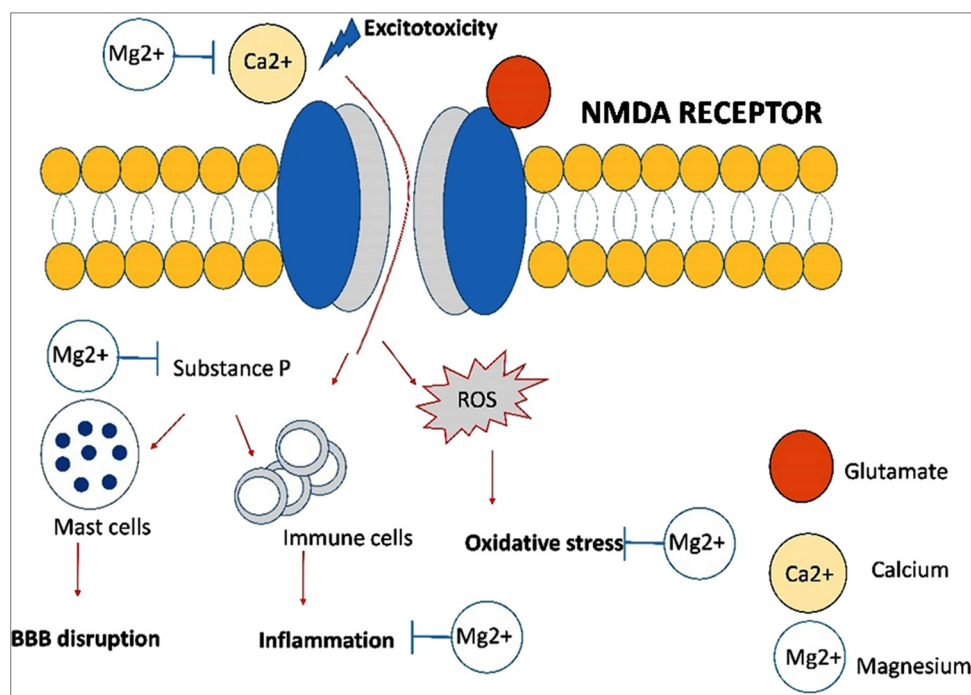 Excitotoxicity
Mg2+
Ca2+
NMDA RECEPTOR
Mg2+
Substance P
ROS
Mast cells
Immune cells
Oxidative stress
Mg2+
BBB disruption
Inflammation
Mg2+
Glutamate
Ca2+
Calcium
Mg2+
Magnesium